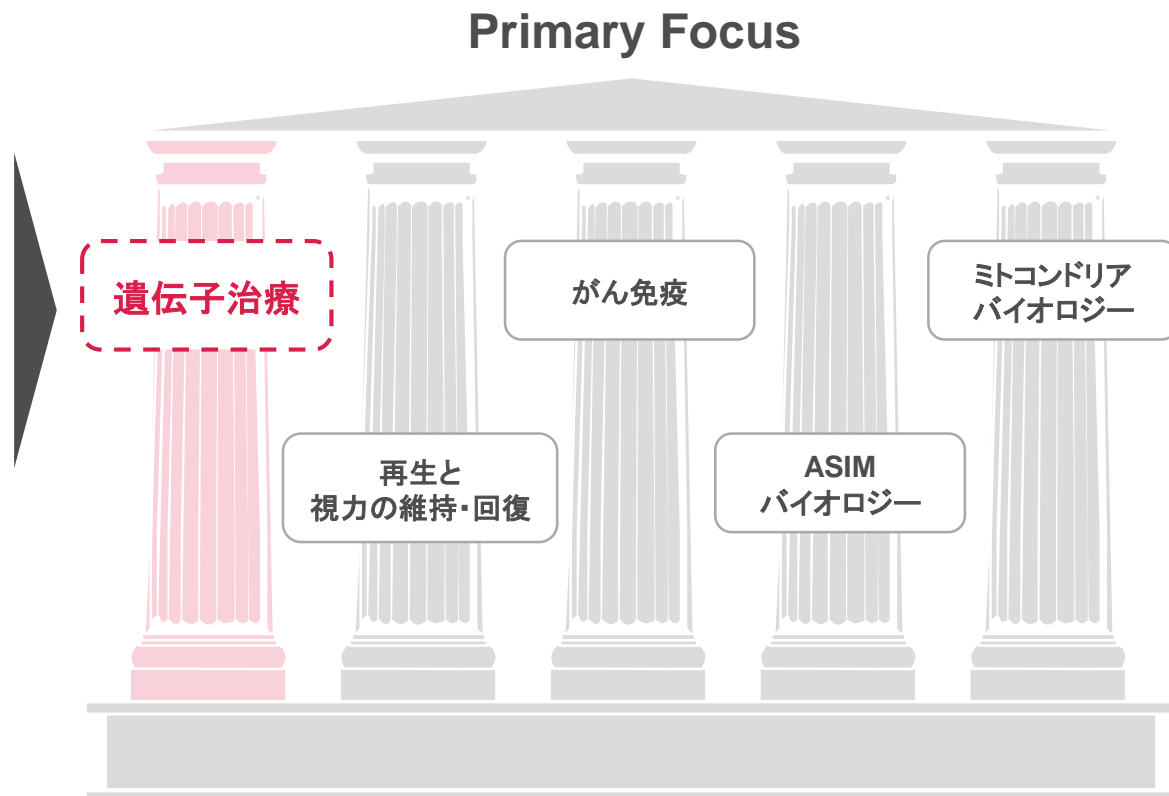 Primary Focus
遺伝子治療
再生と
視力の維持・回復
がん免疫
ASIM
バイオロジー
ミトコンドリア
バイオロジー